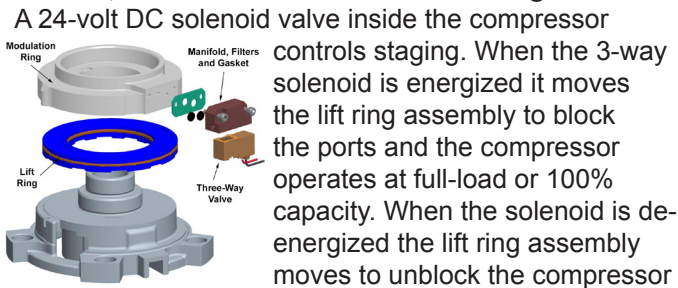 A 24-volt DC solenoid valve inside the compressor
controls staging. When the 3-way
solenoid is energized it moves
the lift ring assembly to block
the ports and the compressor
operates at full-load or 100%
capacity. When the solenoid is de-
energized the lift ring assembly
moves to unblock the compressor
Modulation
Ring
Manifold, Filters
and Gasket
Lift
Ring
Three-Way
Valve